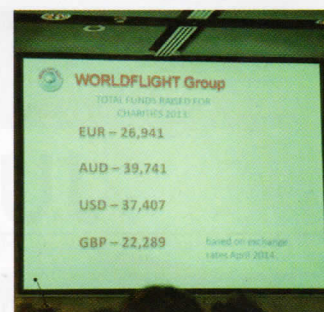 WORLDFLIGHT Group
TOTAL FUNDS RAISED FOR
CHARITIES 2013
EUR – 26,941
AUD – 39,741
USD – 37,407
GBP – 22,289
based on exchange
rates April 2014